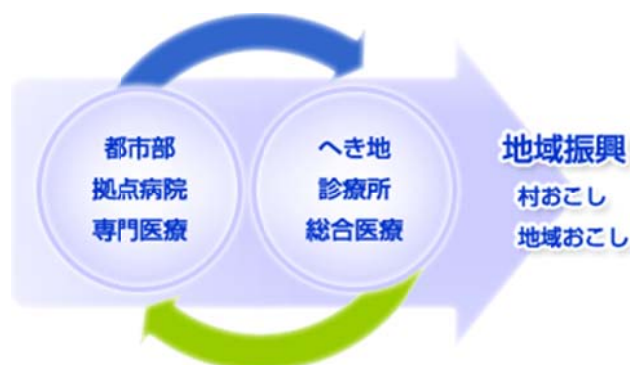 都市部
拠点病院
専門医療
へき地
診療所
総合医療
地域振興
村おこし
地域おこし